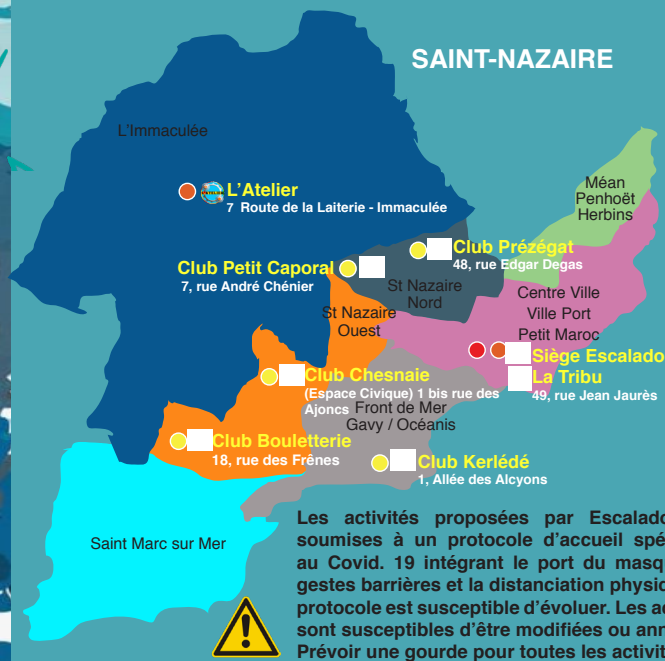 SAINT-NAZAIRE
L'Immaculée
Méan
Penhoët
Herbins
L'Atelier
7 Route de la Laiterie - Immaculée
Club Prézégat
48, rue Edgar Degas
Club Petit Caporal
7, rue André Chénier
St Nazaire
Nord
Centre Ville
Ville Port
Petit Maroc
St Nazaire
Ouest
Siège Escalado
La Tribu
49, rue Jean Jaurès
Club Chesnaie
(Espace Civique) 1 bis rue des
Ajoncs
Front de Mer
Gavy / Océanis
Club Bouletterie
18, rue des Frênes
Club Kerlédé
1, Allée des Alcyons
Saint Marc sur Mer
Les activités proposées par Escalado
soumises à un protocole d'accueil spé
au Covid. 19 intégrant le port du masq
gestes barrières et la distanciation physi
protocole est susceptible d'évoluer. Les a
sont susceptibles d'être modifiées ou ann
Prévoir une gourde pour toutes les activit